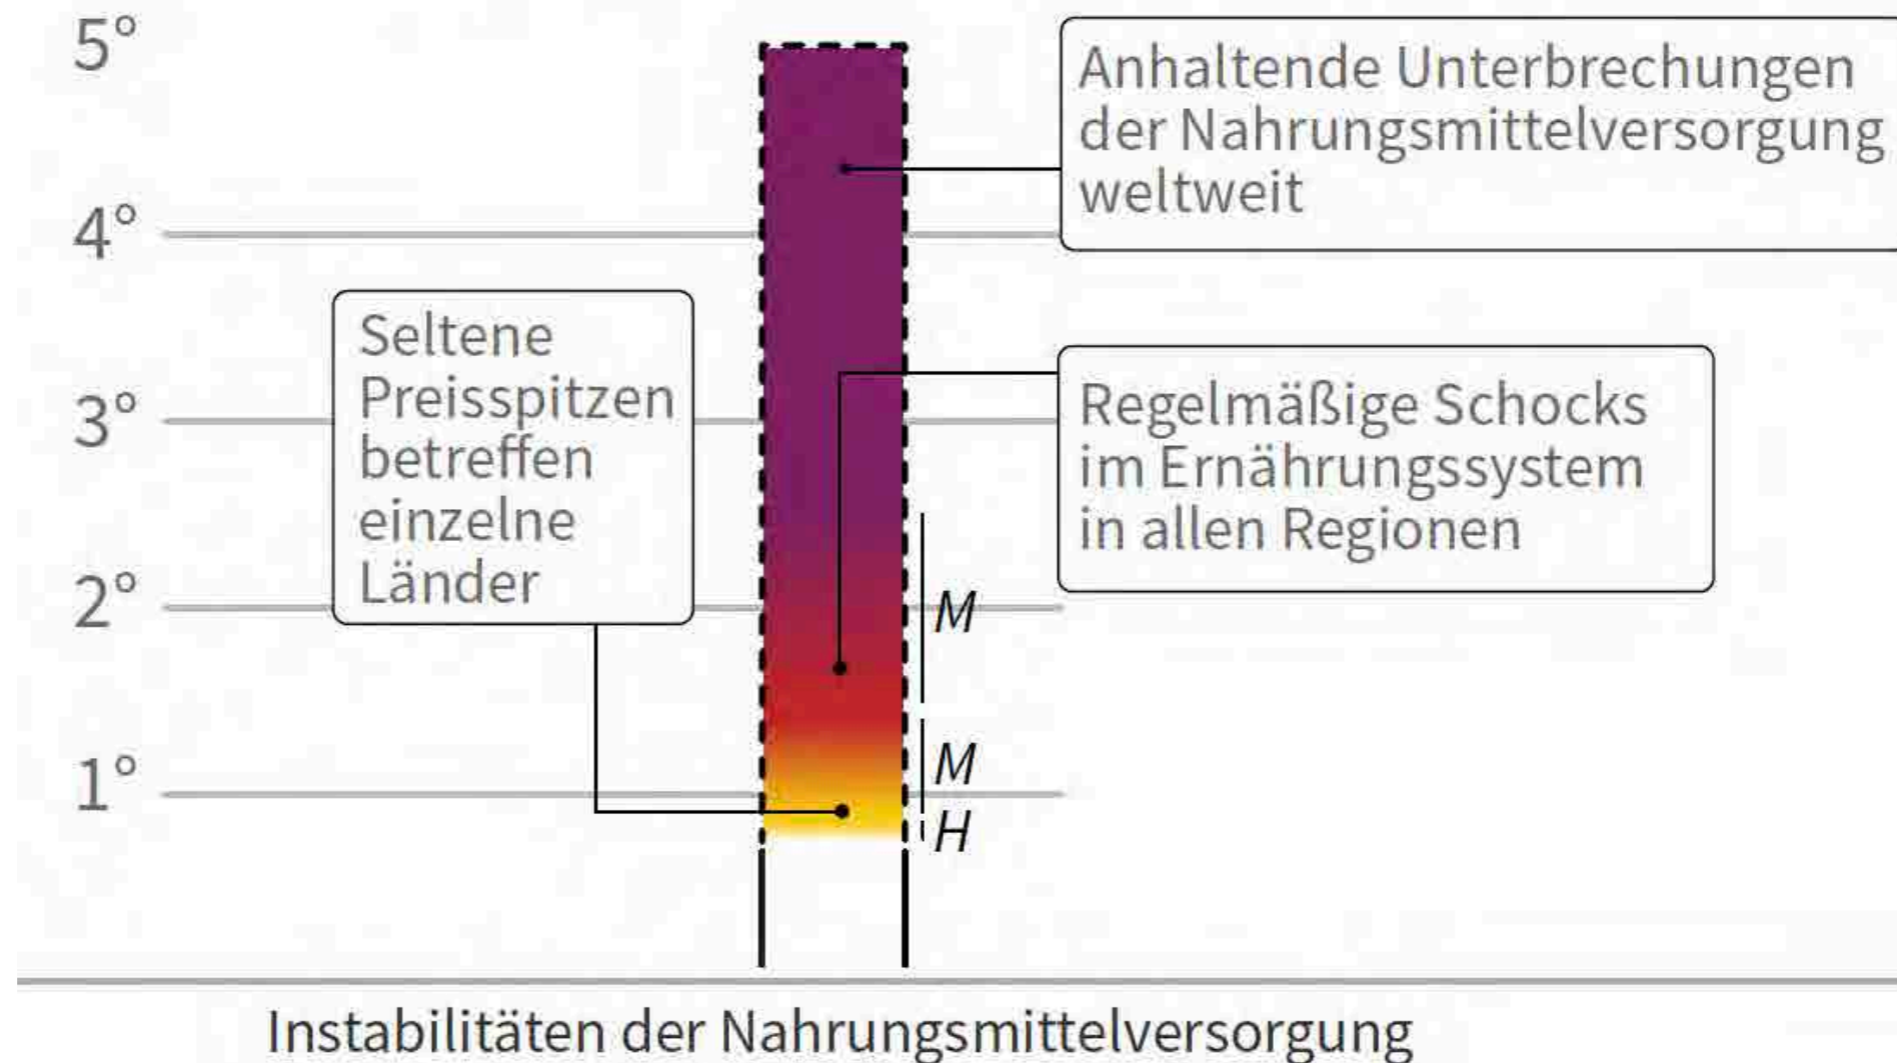 5°
Anhaltende Unterbrechungen
der Nahrungsmittelversorgung
weltweit
4°
Seltene
Preisspitzen
betreffen
einzelne
Länder
3°
Regelmäßige Schocks
im Ernährungssystem
in allen Regionen
2°
M
1°
M
H
Instabilitäten der Nahrungsmittelversorgung